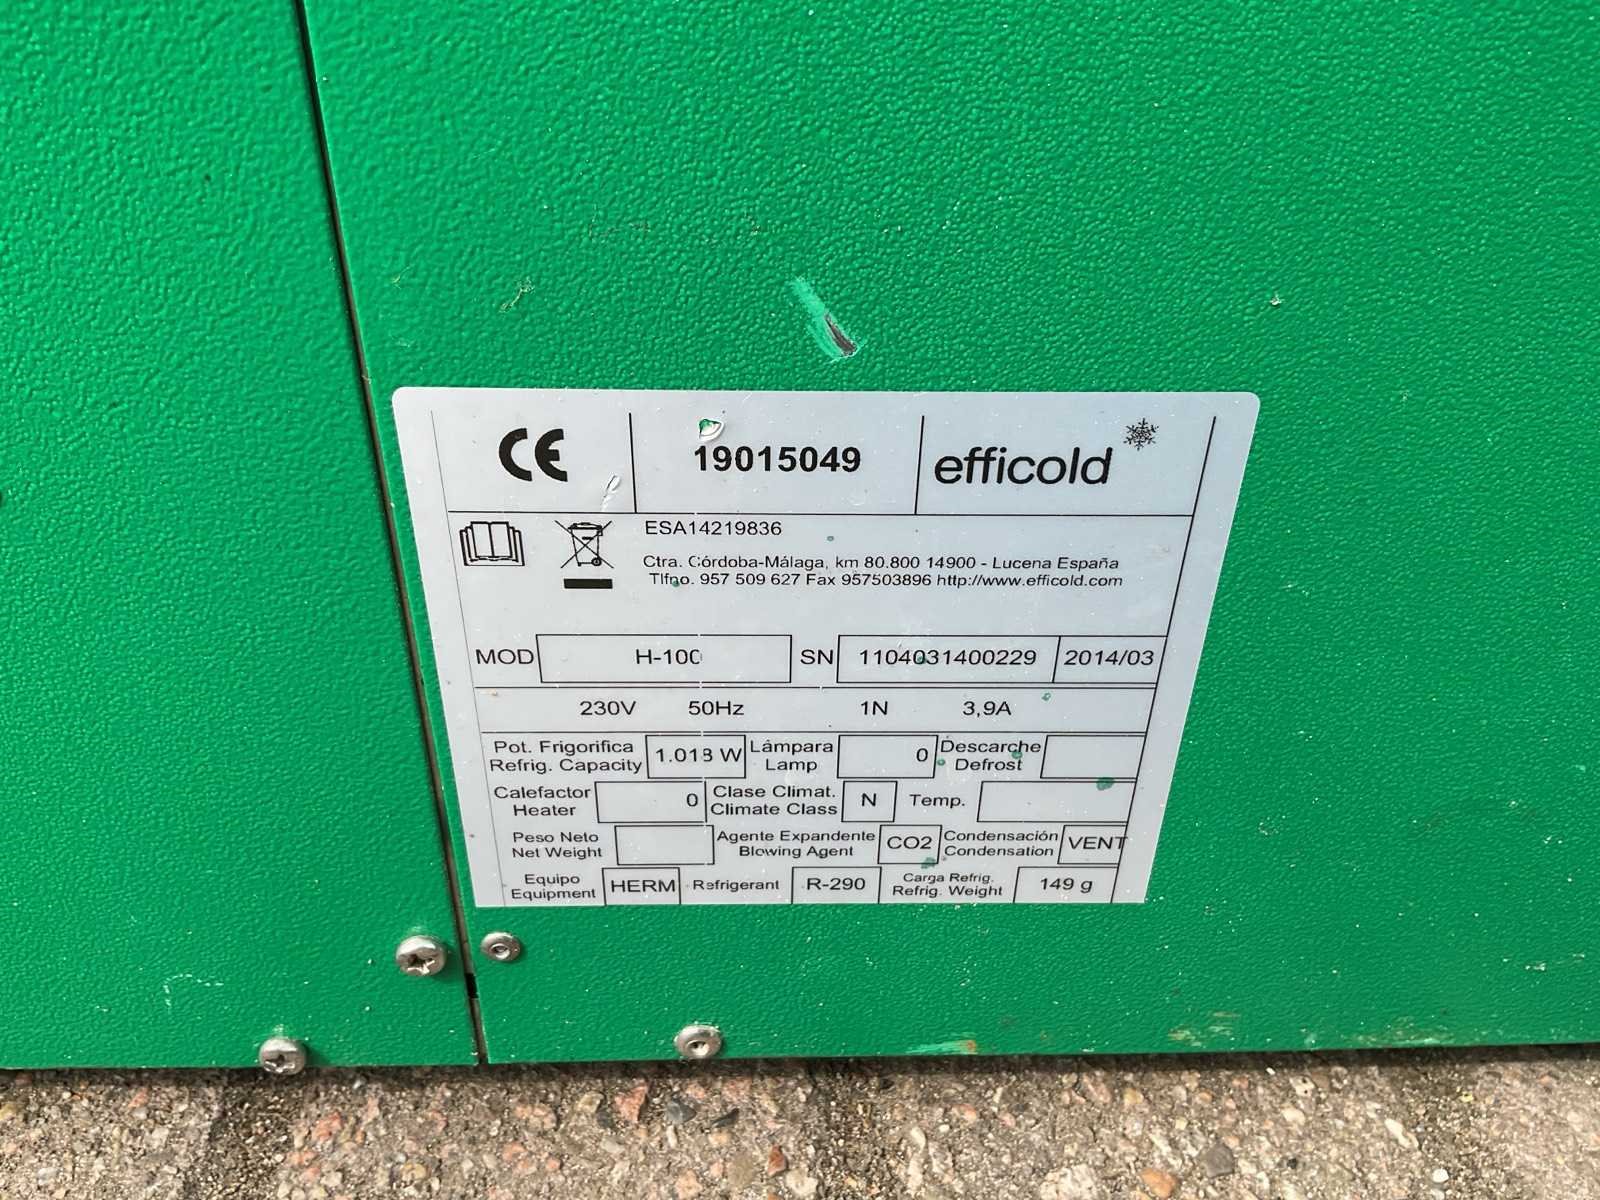 CE
19015049
efficold
ESA14219836
Ctra. Córdoba-Málaga, km 80.800 14900 - Lucena España
Tlfno. 957 509 627 Fax 957503896 http://www.efficold.com
MOD H-100 SN 1104031400229 2014/03
230V 50Hz 1N 3,9A
Pot. Frigorifica
Refrig. Capacity
1.018 W
Lámpara
Lamp
0
Descarche
Defrost
Calefactor
Heater
0
Clase Climat.
Climate Class
N
Temp.
Peso Neto
Net Weight
Agente Expandente
Blowing Agent
CO2
Condensación
Condensation
VENT
Equipo
Equipment
HERM
Refrigerant
R-290
Carga Refrig.
Refrig. Weight
149 g